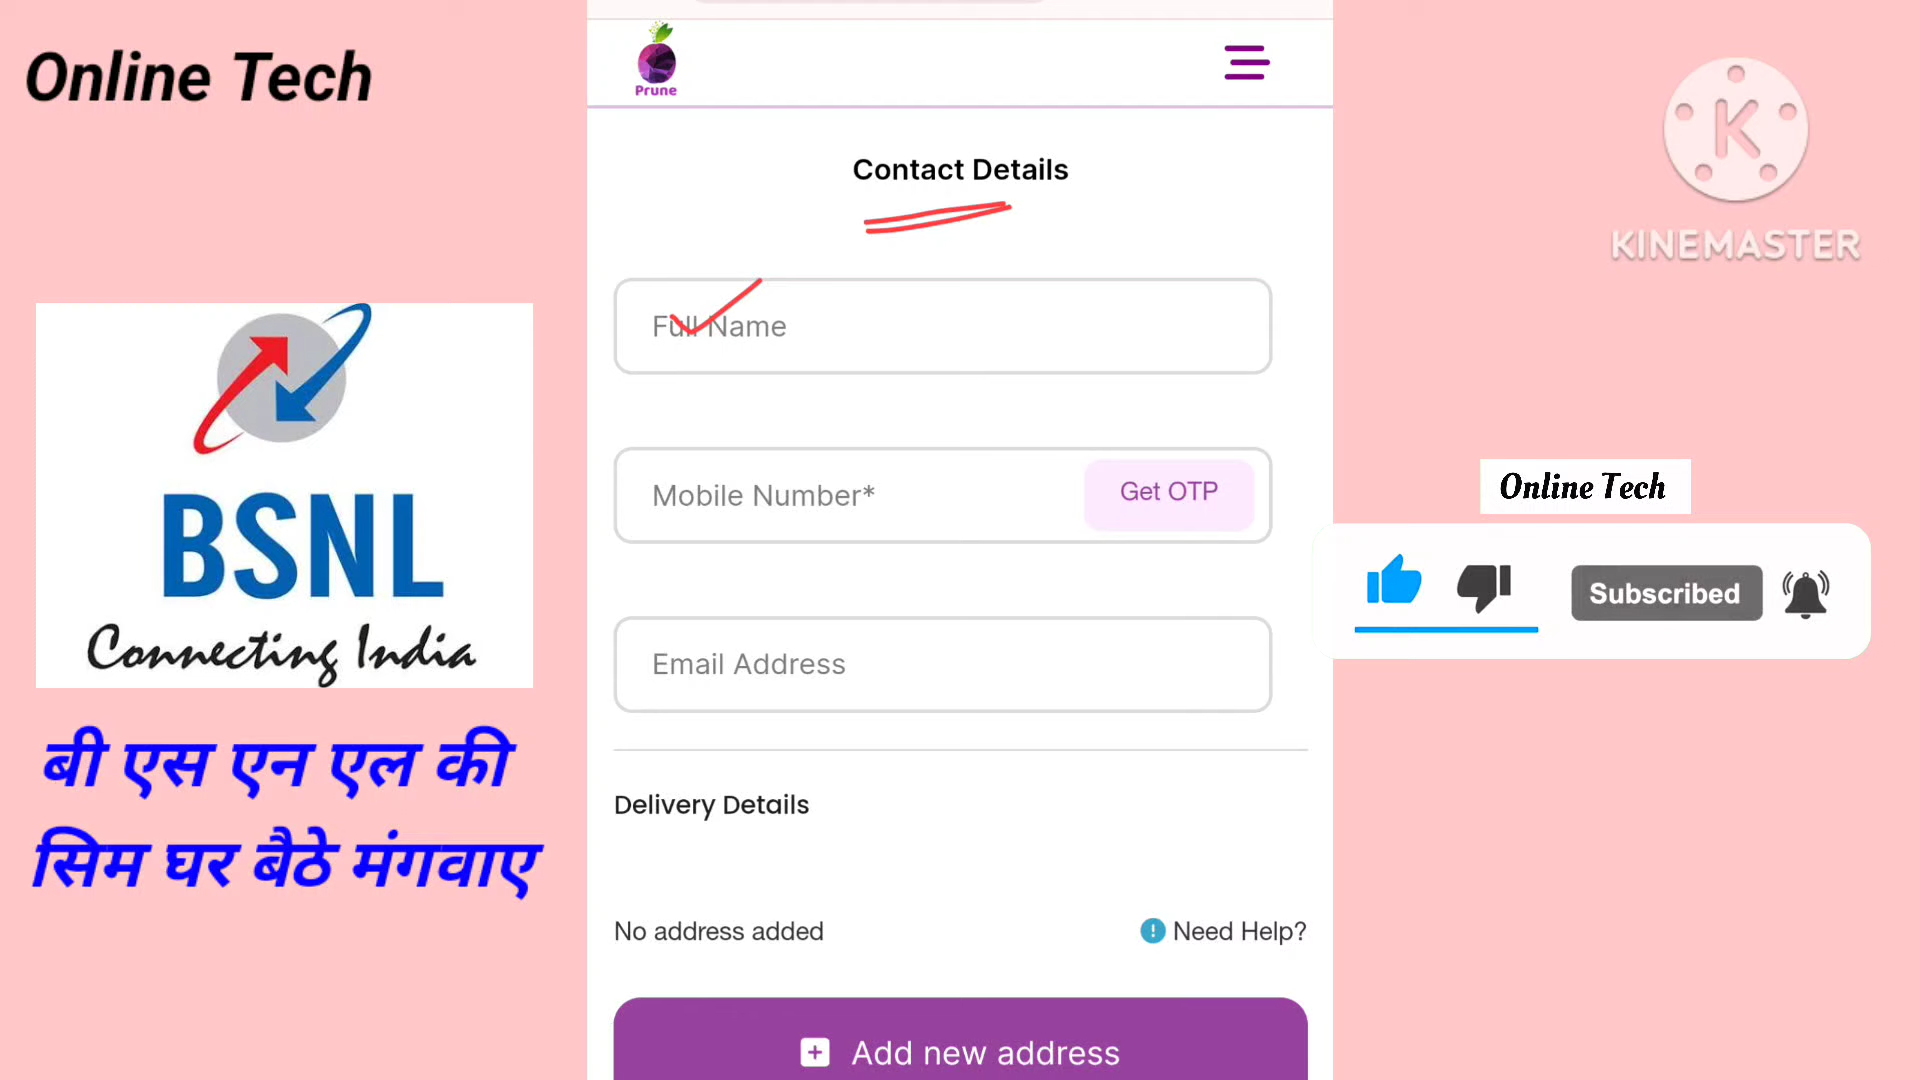 Online Tech
BSNL
Connecting India
बी एस एन एल की
सिम घर बैठे मंगवाए
Prune
Contact Details
Full Name
Mobile Number*
Get OTP
Email Address
Delivery Details
No address added
Need Help?
Add new address
K
KINEMASTER
Online Tech
Subscribed